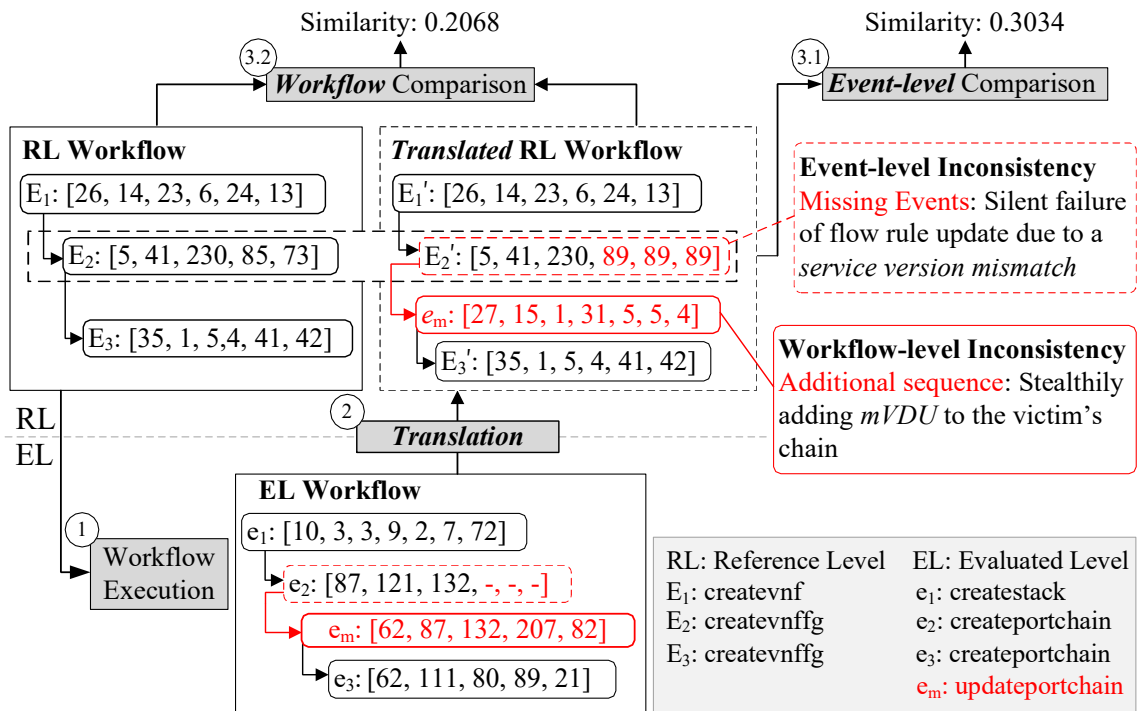 Similarity: 0.2068
Similarity: 0.3034
3.2
Workflow Comparison
3.1
Event-level Comparison
RL Workflow
E1: [26, 14, 23, 6, 24, 13]
E2: [5, 41, 230, 85, 73]
E3: [35, 1, 5,4, 41, 42]
Translated RL Workflow
E1': [26, 14, 23, 6, 24, 13]
E2': [5, 41, 230, 89, 89, 89]
em: [27, 15, 1, 31, 5, 5, 4]
E3': [35, 1, 5, 4, 41, 42]
Event-level Inconsistency
Missing Events: Silent failure
of flow rule update due to a
service version mismatch
Workflow-level Inconsistency
Additional sequence: Stealthily
adding mVDU to the victim's
chain
RL
EL
2
Translation
1
Workflow
Execution
EL Workflow
e1: [10, 3, 3, 9, 2, 7, 72]
e2: [87, 121, 132, -, -, -]
em: [62, 87, 132, 207, 82]
e3: [62, 111, 80, 89, 21]
RL: Reference Level
E1: createvnf
E2: createvnffg
E3: createvnffg
EL: Evaluated Level
e1: createstack
e2: createportchain
e3: createportchain
em: updateportchain